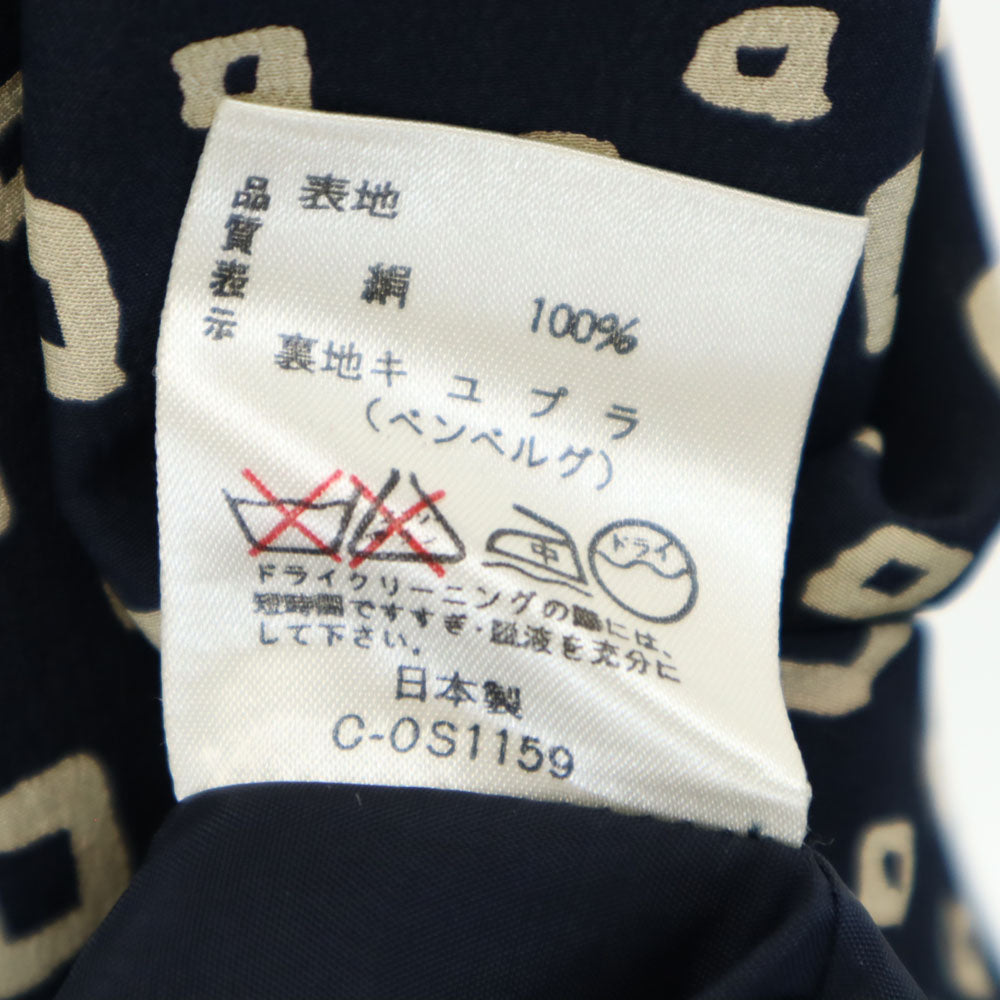 品質表示
表地
絹 100%
裏地キュプラ
(ベンベルグ)
中 ドライ
ドライクリーニングの際には、
短時間ですすぎ・脱液を充分に
して下さい。
日本製
C-OS1159